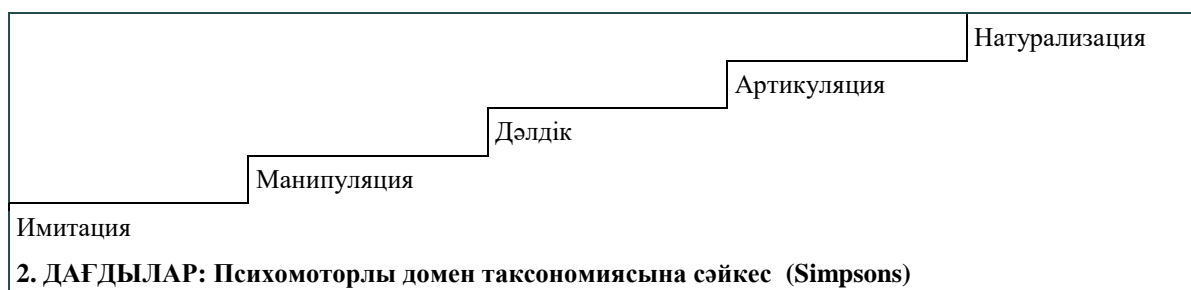 Натурализация
Артикуляция
Дәлдік
Манипуляция
Имитация
2. ДАҒДЫЛАР: Психомоторлы домен таксономиясына сәйкес (Simpsons)